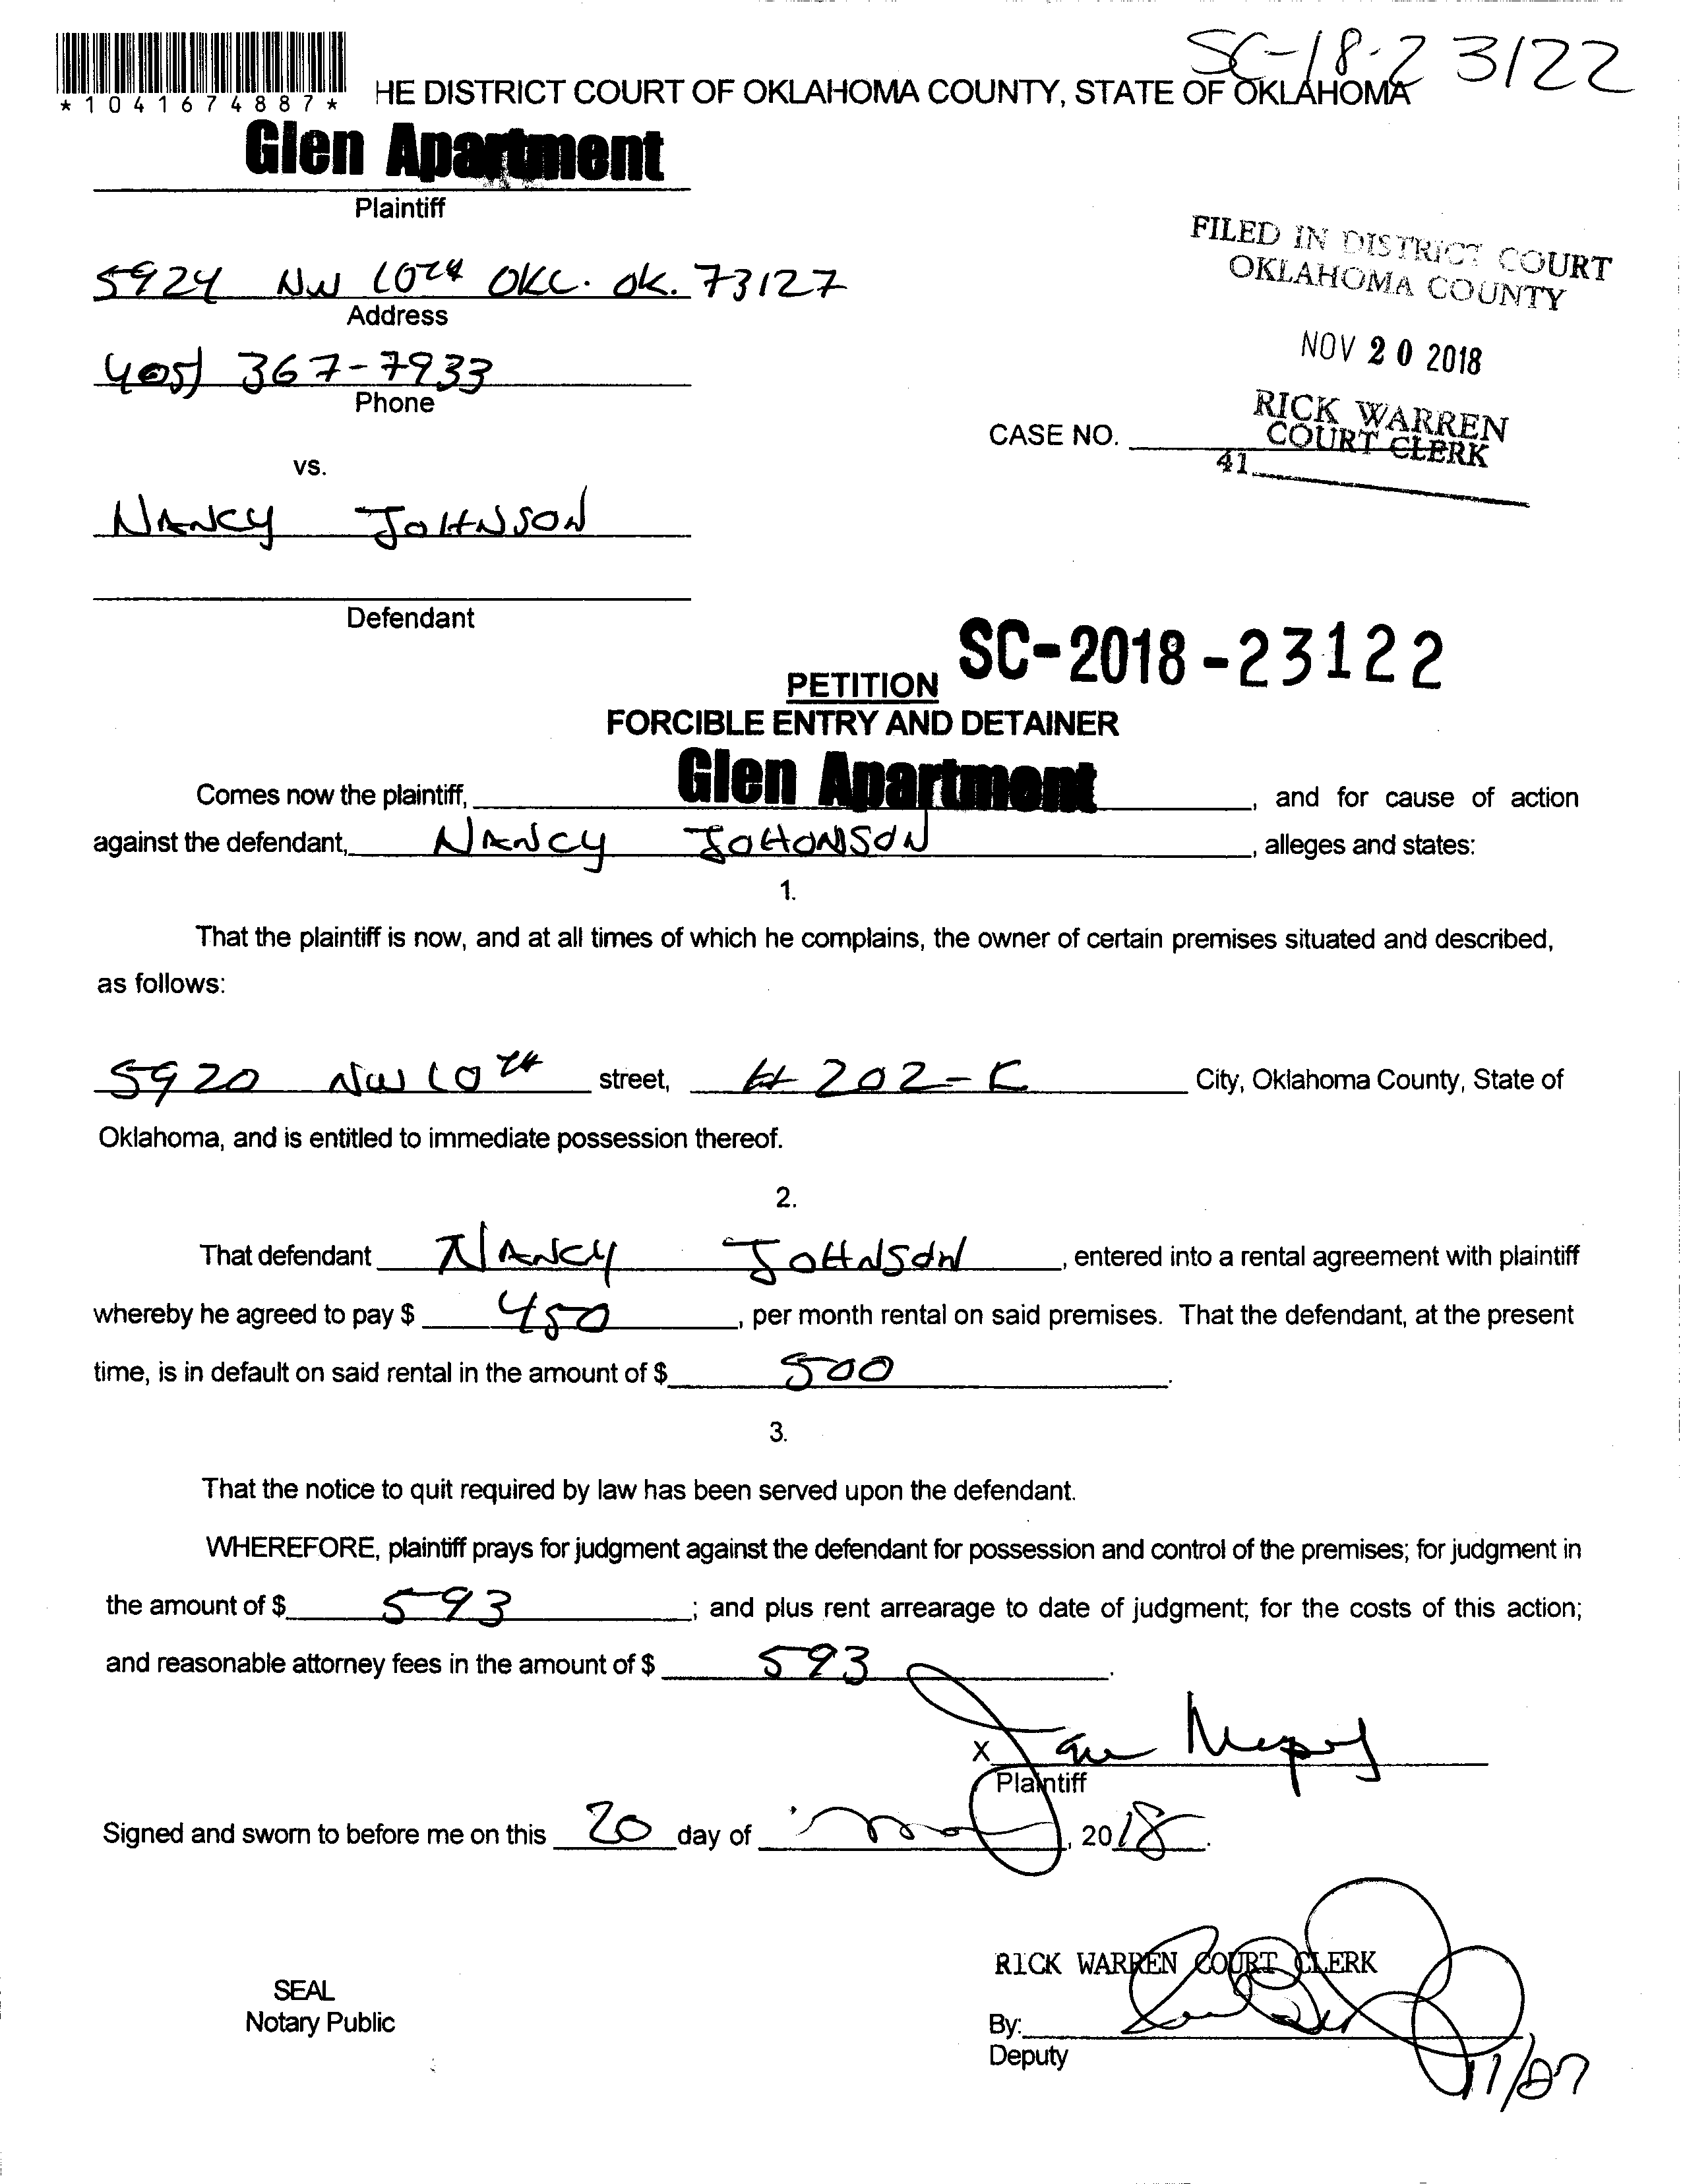 SC-18-23122
*1041674887*
HE DISTRICT COURT OF OKLAHOMA COUNTY, STATE OF OKLAHOMA
Glen Apartment
Plaintiff
5924 NW 10TH OKC. OK. 73127
Address
405) 367-7933
Phone
FILED IN DISTRICT COURT
OKLAHOMA COUNTY
NOV 20 2018
RICK WARREN
COURT CLERK
41
CASE NO.
vs.
NANCY JOHNSON
Defendant
SC-2018-23122
PETITION
FORCIBLE ENTRY AND DETAINER
Comes now the plaintiff, Glen Apartment, and for cause of action
against the defendant, NANCY JOHONSON, alleges and states:
1.
That the plaintiff is now, and at all times of which he complains, the owner of certain premises situated and described,
as follows:
5920 NW 10TH street, # 202-K City, Oklahoma County, State of
Oklahoma, and is entitled to immediate possession thereof.
2.
That defendant NANCY JOHNSON, entered into a rental agreement with plaintiff
whereby he agreed to pay $ 450, per month rental on said premises. That the defendant, at the present
time, is in default on said rental in the amount of $ 500.
3.
That the notice to quit required by law has been served upon the defendant.
WHEREFORE, plaintiff prays for judgment against the defendant for possession and control of the premises; for judgment in
the amount of $ 593; and plus rent arrearage to date of judgment; for the costs of this action;
and reasonable attorney fees in the amount of $ 593.
X
Plaintiff
Signed and sworn to before me on this 20 day of , 2018.
RICK WARREN COURT CLERK
SEAL
Notary Public
By:
Deputy